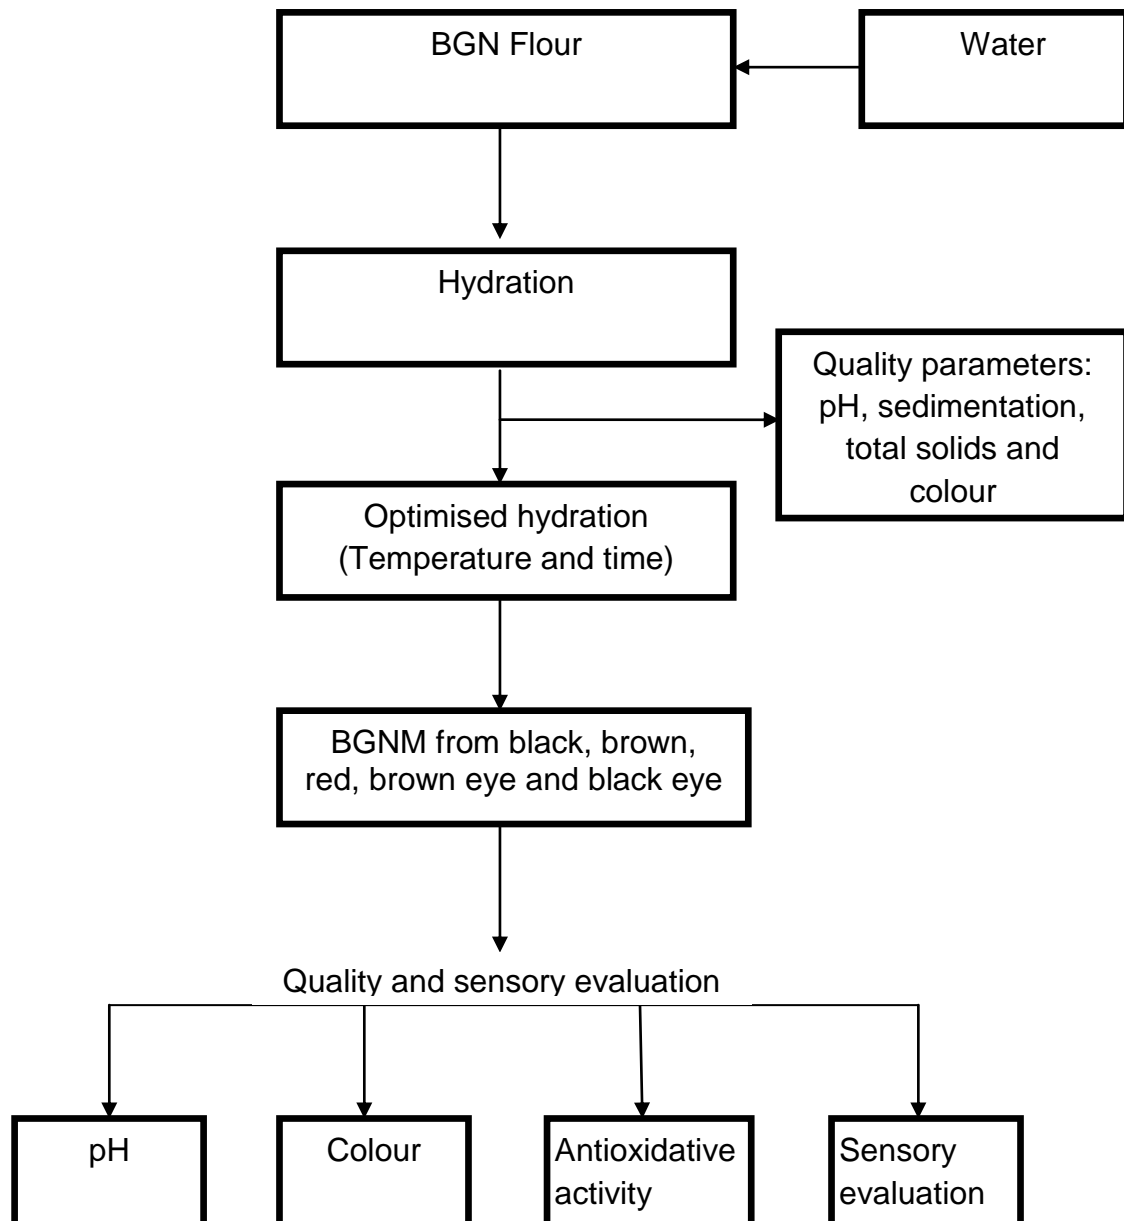 BGN Flour
Water
Hydration
Quality parameters:
pH, sedimentation,
total solids and
colour
Optimised hydration
(Temperature and time)
BGNM from black, brown,
red, brown eye and black eye
Quality and sensory evaluation
pH
Colour
Antioxidative
activity
Sensory
evaluation